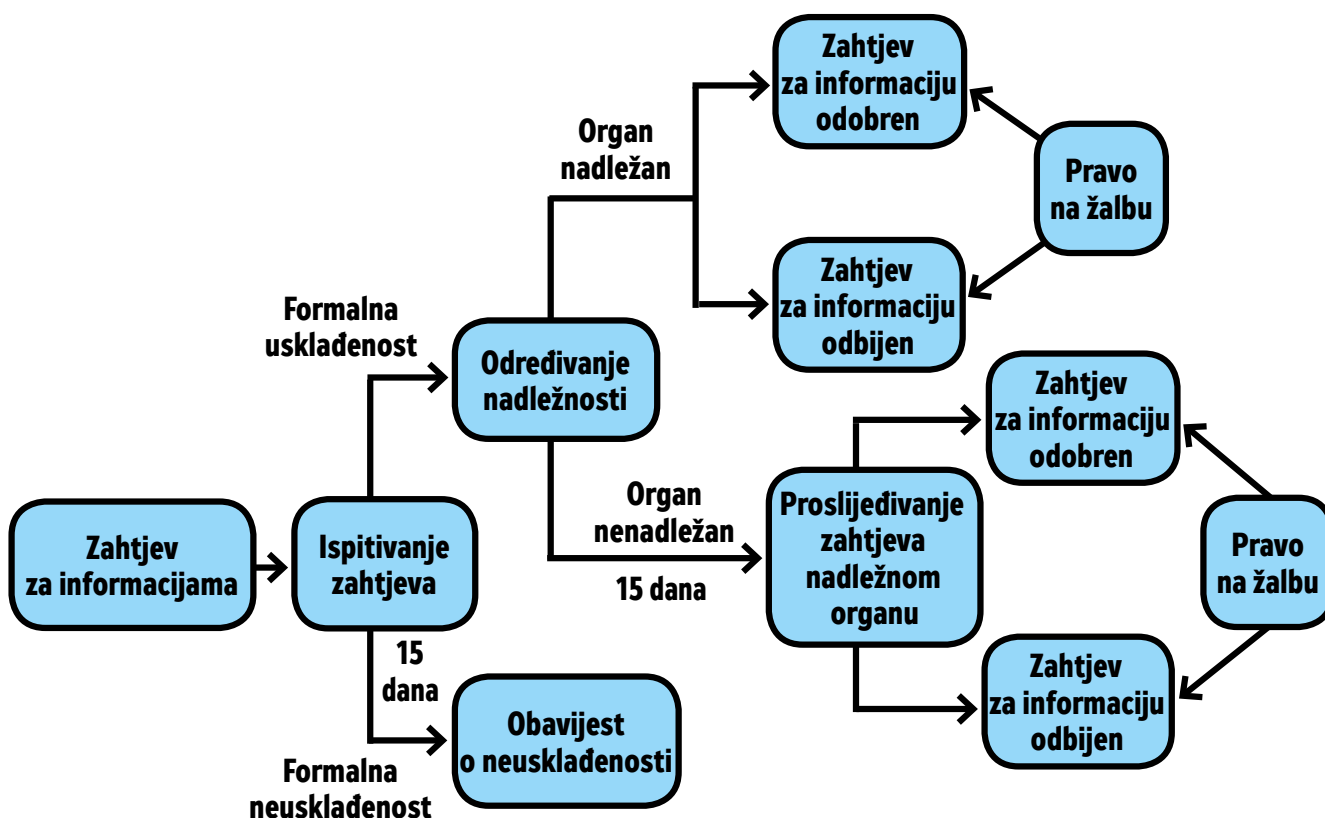 Zahtjev
za informacijama
Ispitivanje
zahtjeva
Formalna
usklađenost
15
dana
Formalna
neusklađenost
Obavijest
o neusklađenosti
Određivanje
nadležnosti
Organ
nadležan
Zahtjev
za informaciju
odobren
Zahtjev
za informaciju
odbijen
Pravo
na žalbu
Organ
nenadležan
15 dana
Proslijeđivanje
zahtjeva
nadležnom
organu
Zahtjev
za informaciju
odobren
Zahtjev
za informaciju
odbijen
Pravo
na žalbu